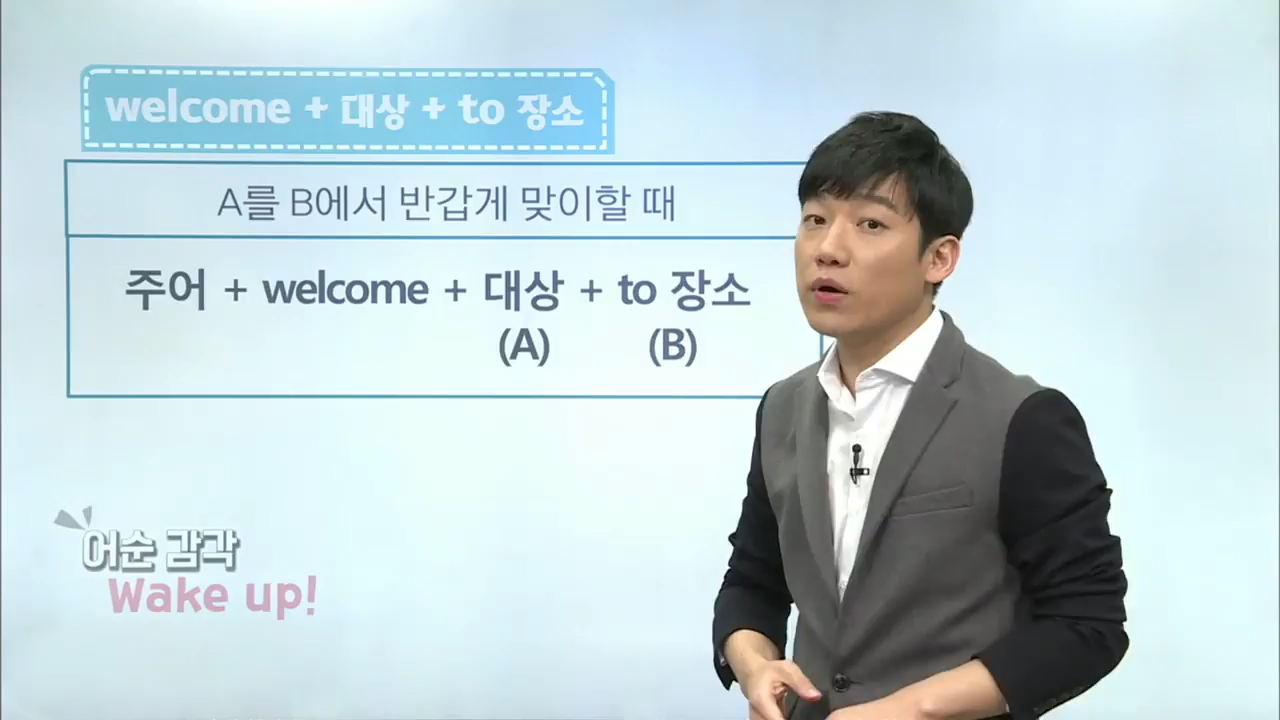 welcome + 대상 + to 장소
A를 B에서 반갑게 맞이할 때
주어 + welcome + 대상 + to 장소
(A) (B)
어순 감각
Wake up!